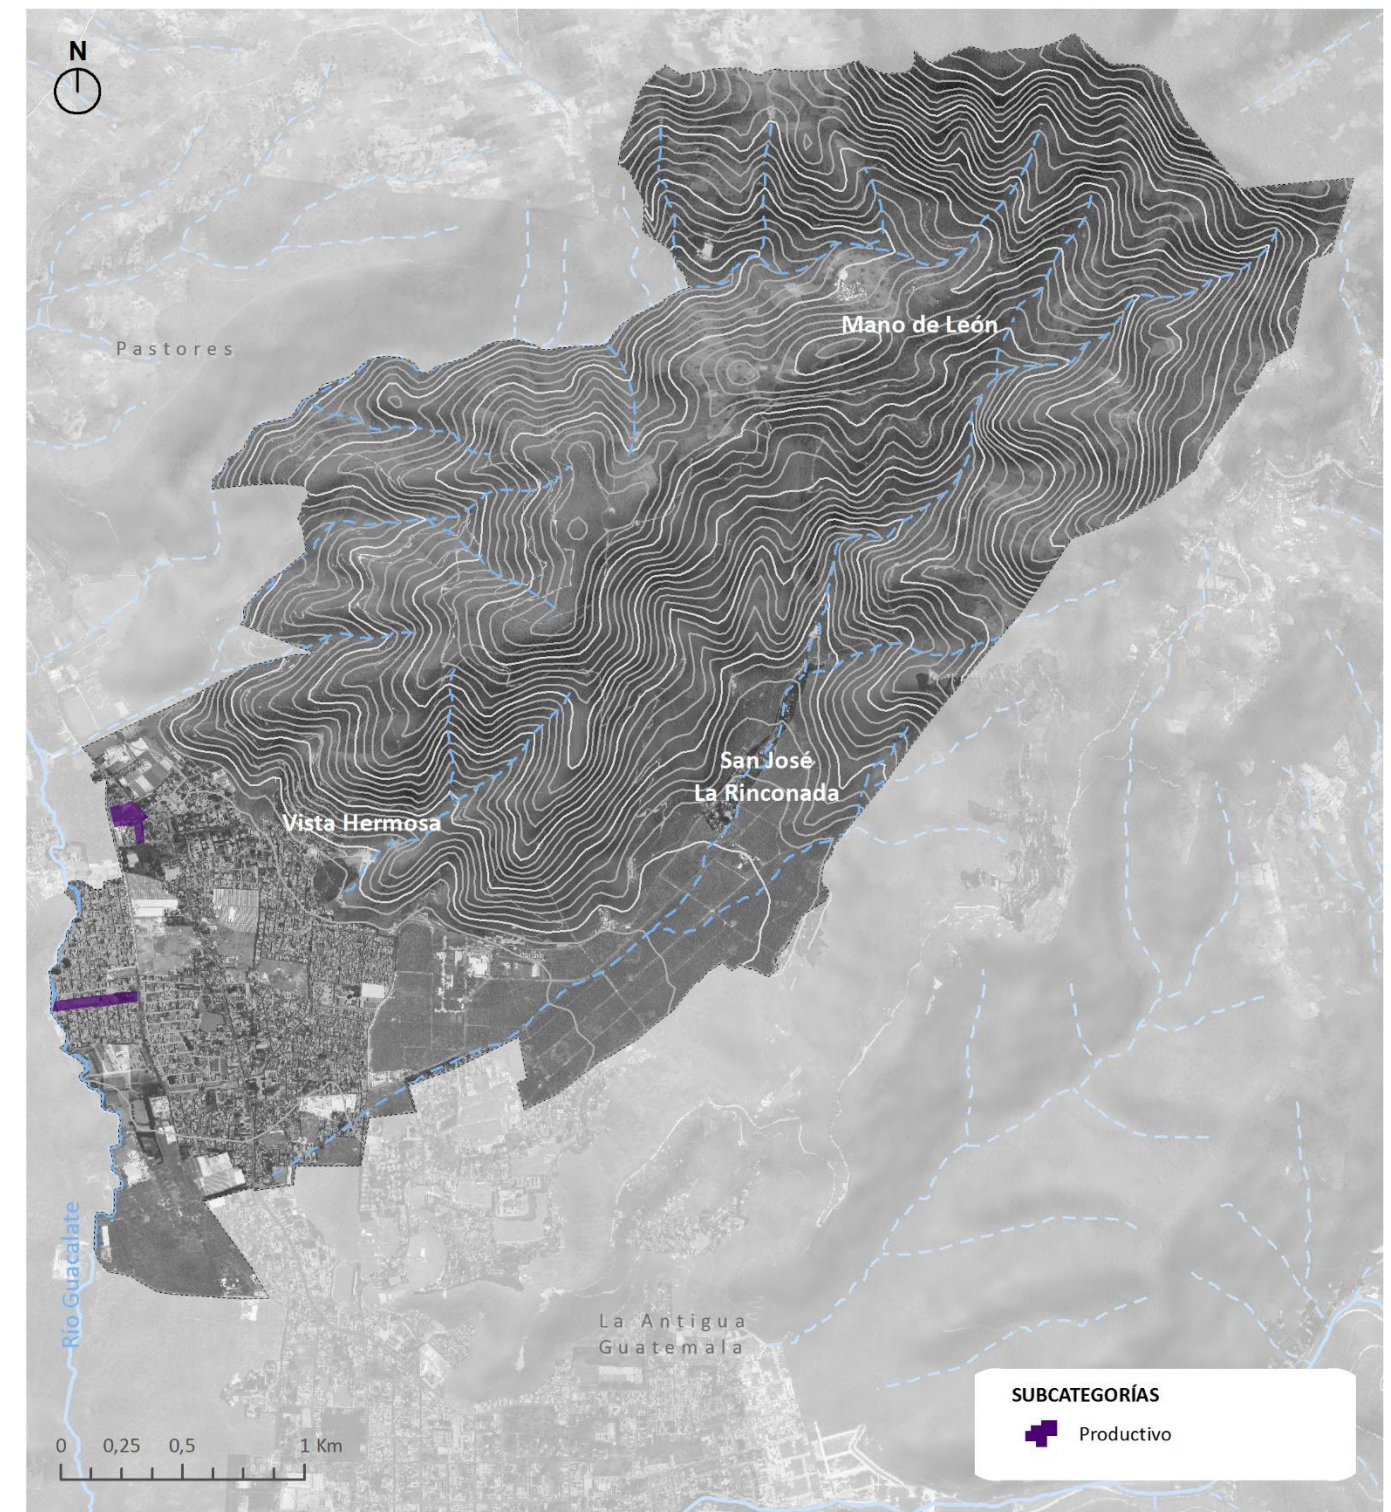 N
Mano de León
Pastores
San José
La Rinconada
Vista Hermosa
Río Guacalate
La Antigua
Guatemala
SUBCATEGORÍAS
Productivo
0 0,25 0,5 1 Km